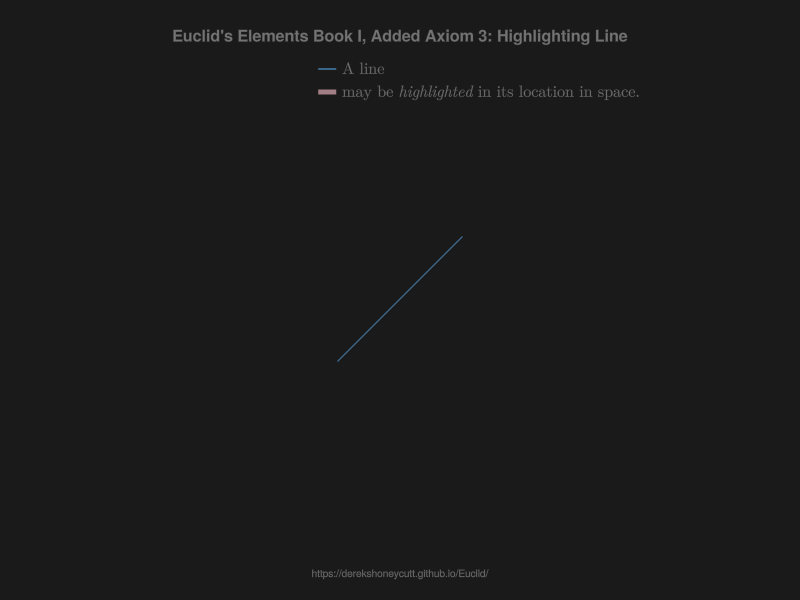 Euclid's Elements Book I, Added Axiom 3: Highlighting Line
A line
may be highlighted in its location in space.
https://derekshoneycutt.github.io/Euclid/